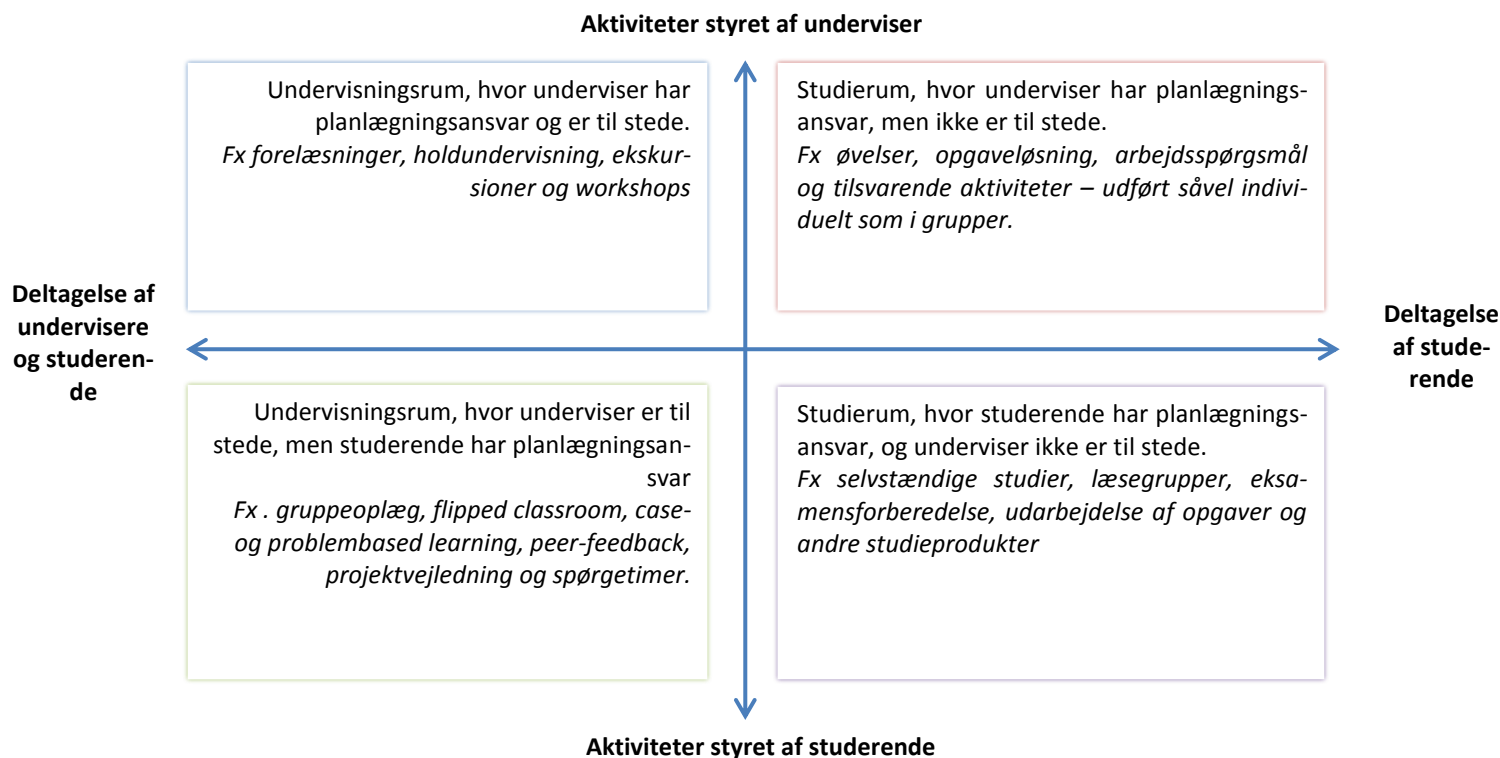 Aktiviteter styret af underviser
Undervisningsrum, hvor underviser har
planlægningsansvar og er til stede.
Fx forelæsninger, holdundervisning, ekskur-
sioner og workshops
Studierum, hvor underviser har planlægnings-
ansvar, men ikke er til stede.
Fx øvelser, opgaveløsning, arbejdsspørgsmål
og tilsvarende aktiviteter – udført såvel indivi-
duelt som i grupper.
Deltagelse af
undervisere
og studeren-
de
Deltagelse
af stude-
rende
Undervisningsrum, hvor underviser er til
stede, men studerende har planlægningsan-
svar
Fx . gruppeoplæg, flipped classroom, case-
og problembased learning, peer-feedback,
projektvejledning og spørgetimer.
Studierum, hvor studerende har planlægnings-
ansvar, og underviser ikke er til stede.
Fx selvstændige studier, læsegrupper, eksa-
mensforberedelse, udarbejdelse af opgaver og
andre studieprodukter
Aktiviteter styret af studerende